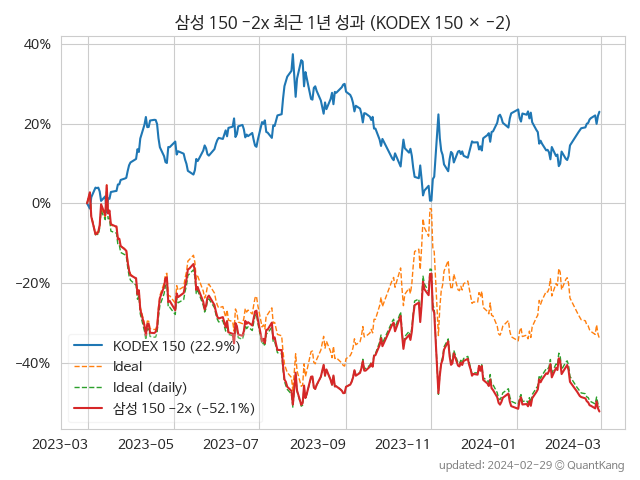 삼성 150 −2x 최근 1년 성과 (KODEX 150 × −2)
40%
20%
0%
−20%
−40%
KODEX 150 (22.9%)
Ideal
Ideal (daily)
삼성 150 −2x (−52.1%)
2023-03 2023-05 2023-07 2023-09 2023-11 2024-01 2024-03
updated: 2024-02-29 © QuantKang